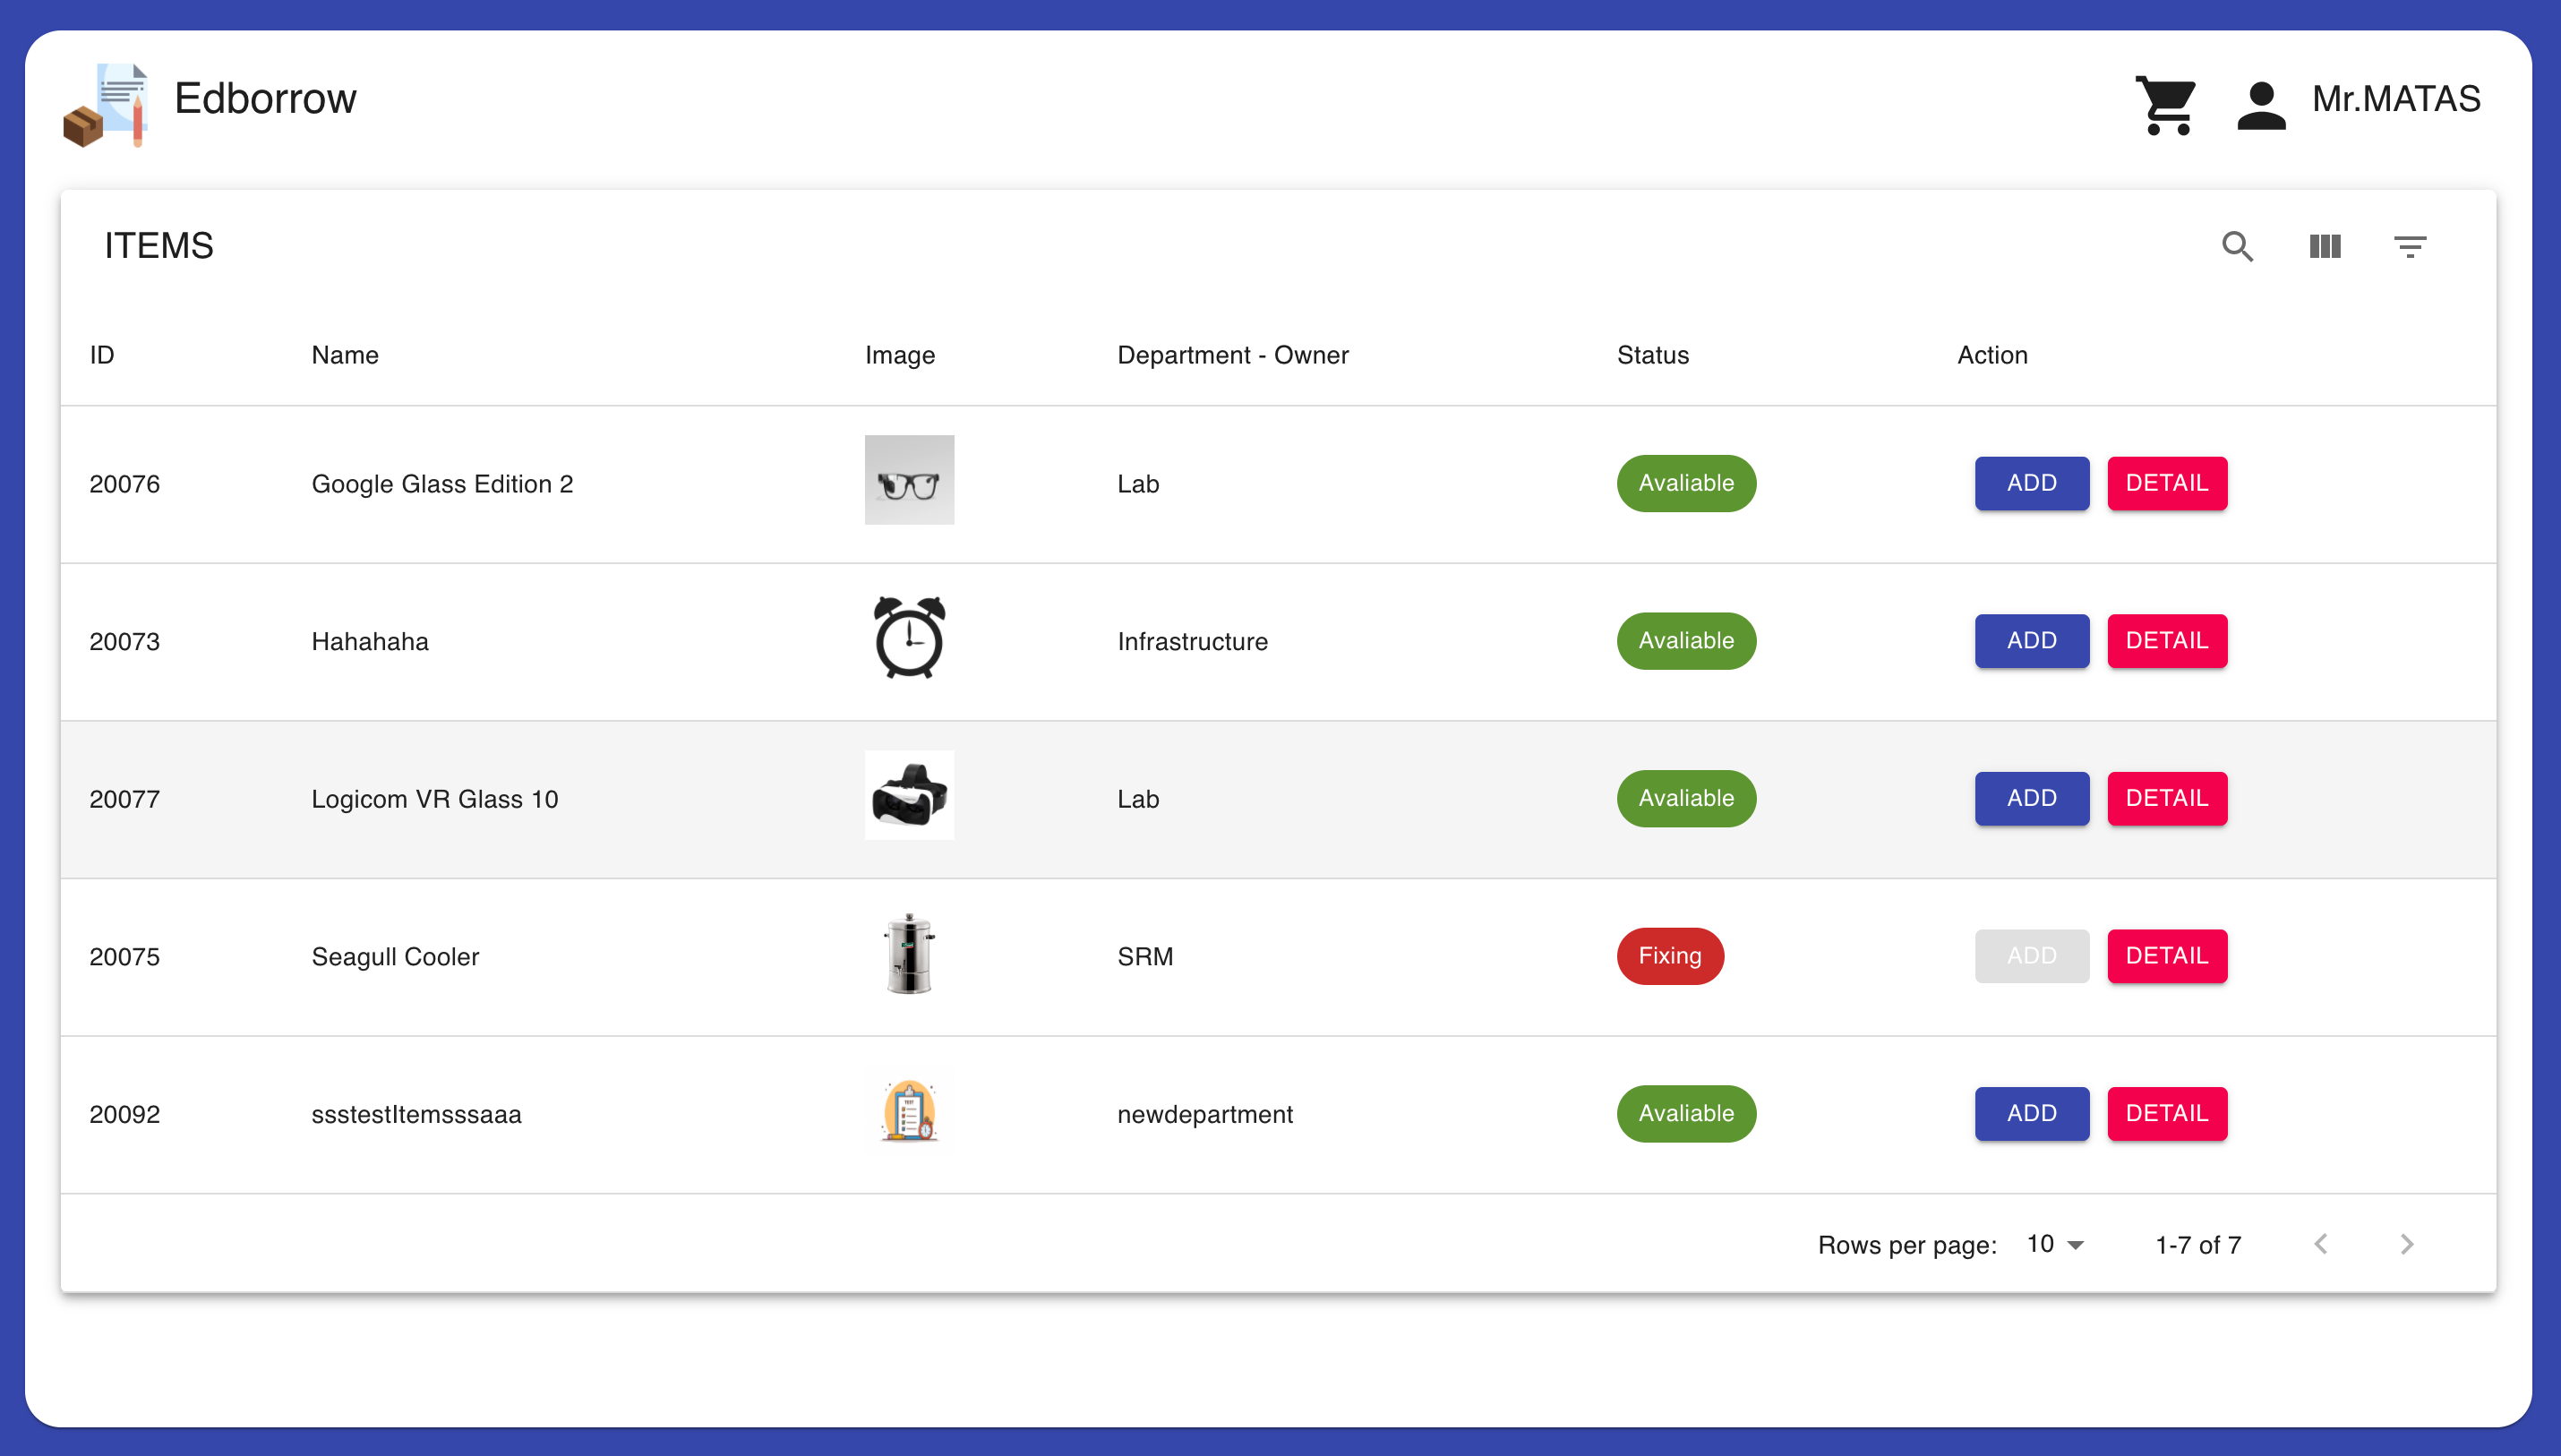 Edborrow
Mr.MATAS
ITEMS
ID Name Image Department - Owner Status Action
20076 Google Glass Edition 2 Lab Avaliable ADD DETAIL
20073 Hahahaha Infrastructure Avaliable ADD DETAIL
20077 Logicom VR Glass 10 Lab Avaliable ADD DETAIL
20075 Seagull Cooler SRM Fixing ADD DETAIL
20092 ssstestItemsssaaa newdepartment Avaliable ADD DETAIL
Rows per page: 10 1-7 of 7